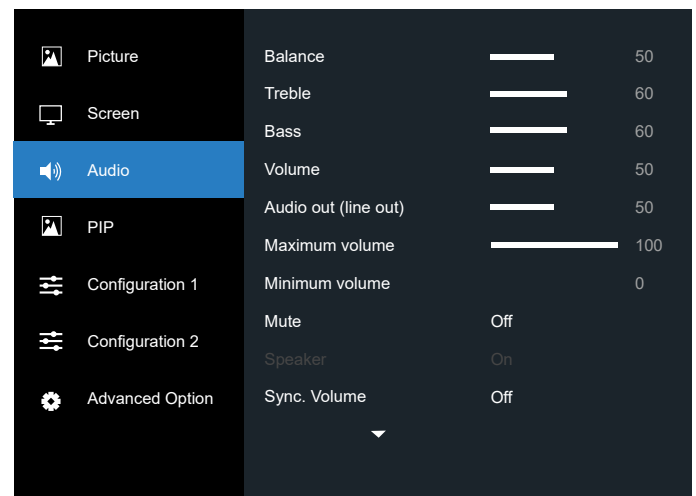 Picture
Screen
Audio
PIP
Configuration 1
Configuration 2
Advanced Option
Balance 50
Treble 60
Bass 60
Volume 50
Audio out (line out) 50
Maximum volume 100
Minimum volume 0
Mute Off
Speaker On
Sync. Volume Off